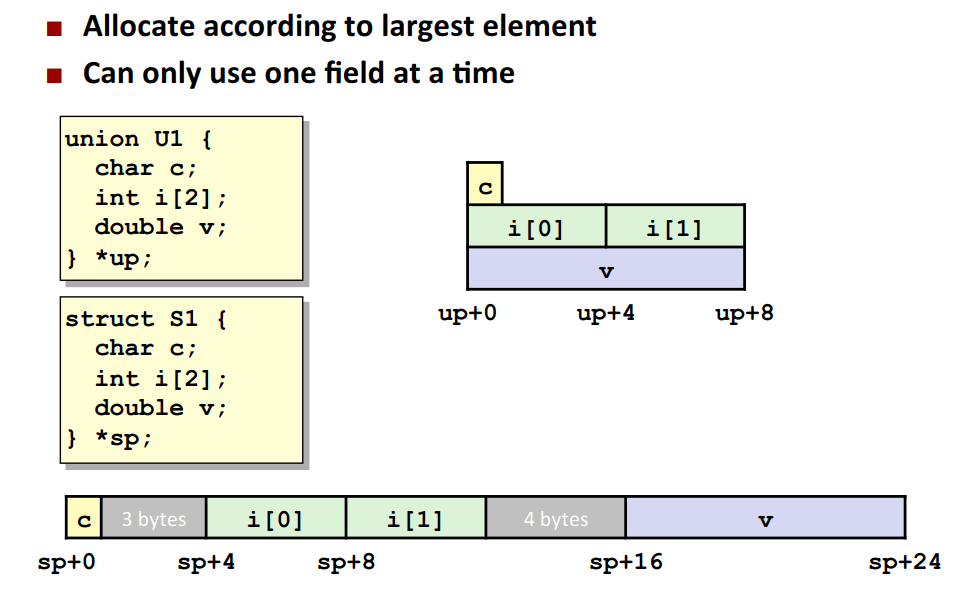 Allocate according to largest element
Can only use one field at a time
union U1 {
  char c;
  int i[2];
  double v;
} *up;
c
i[0] i[1]
v
up+0 up+4 up+8
struct S1 {
  char c;
  int i[2];
  double v;
} *sp;
c 3 bytes i[0] i[1] 4 bytes v
sp+0 sp+4 sp+8 sp+16 sp+24